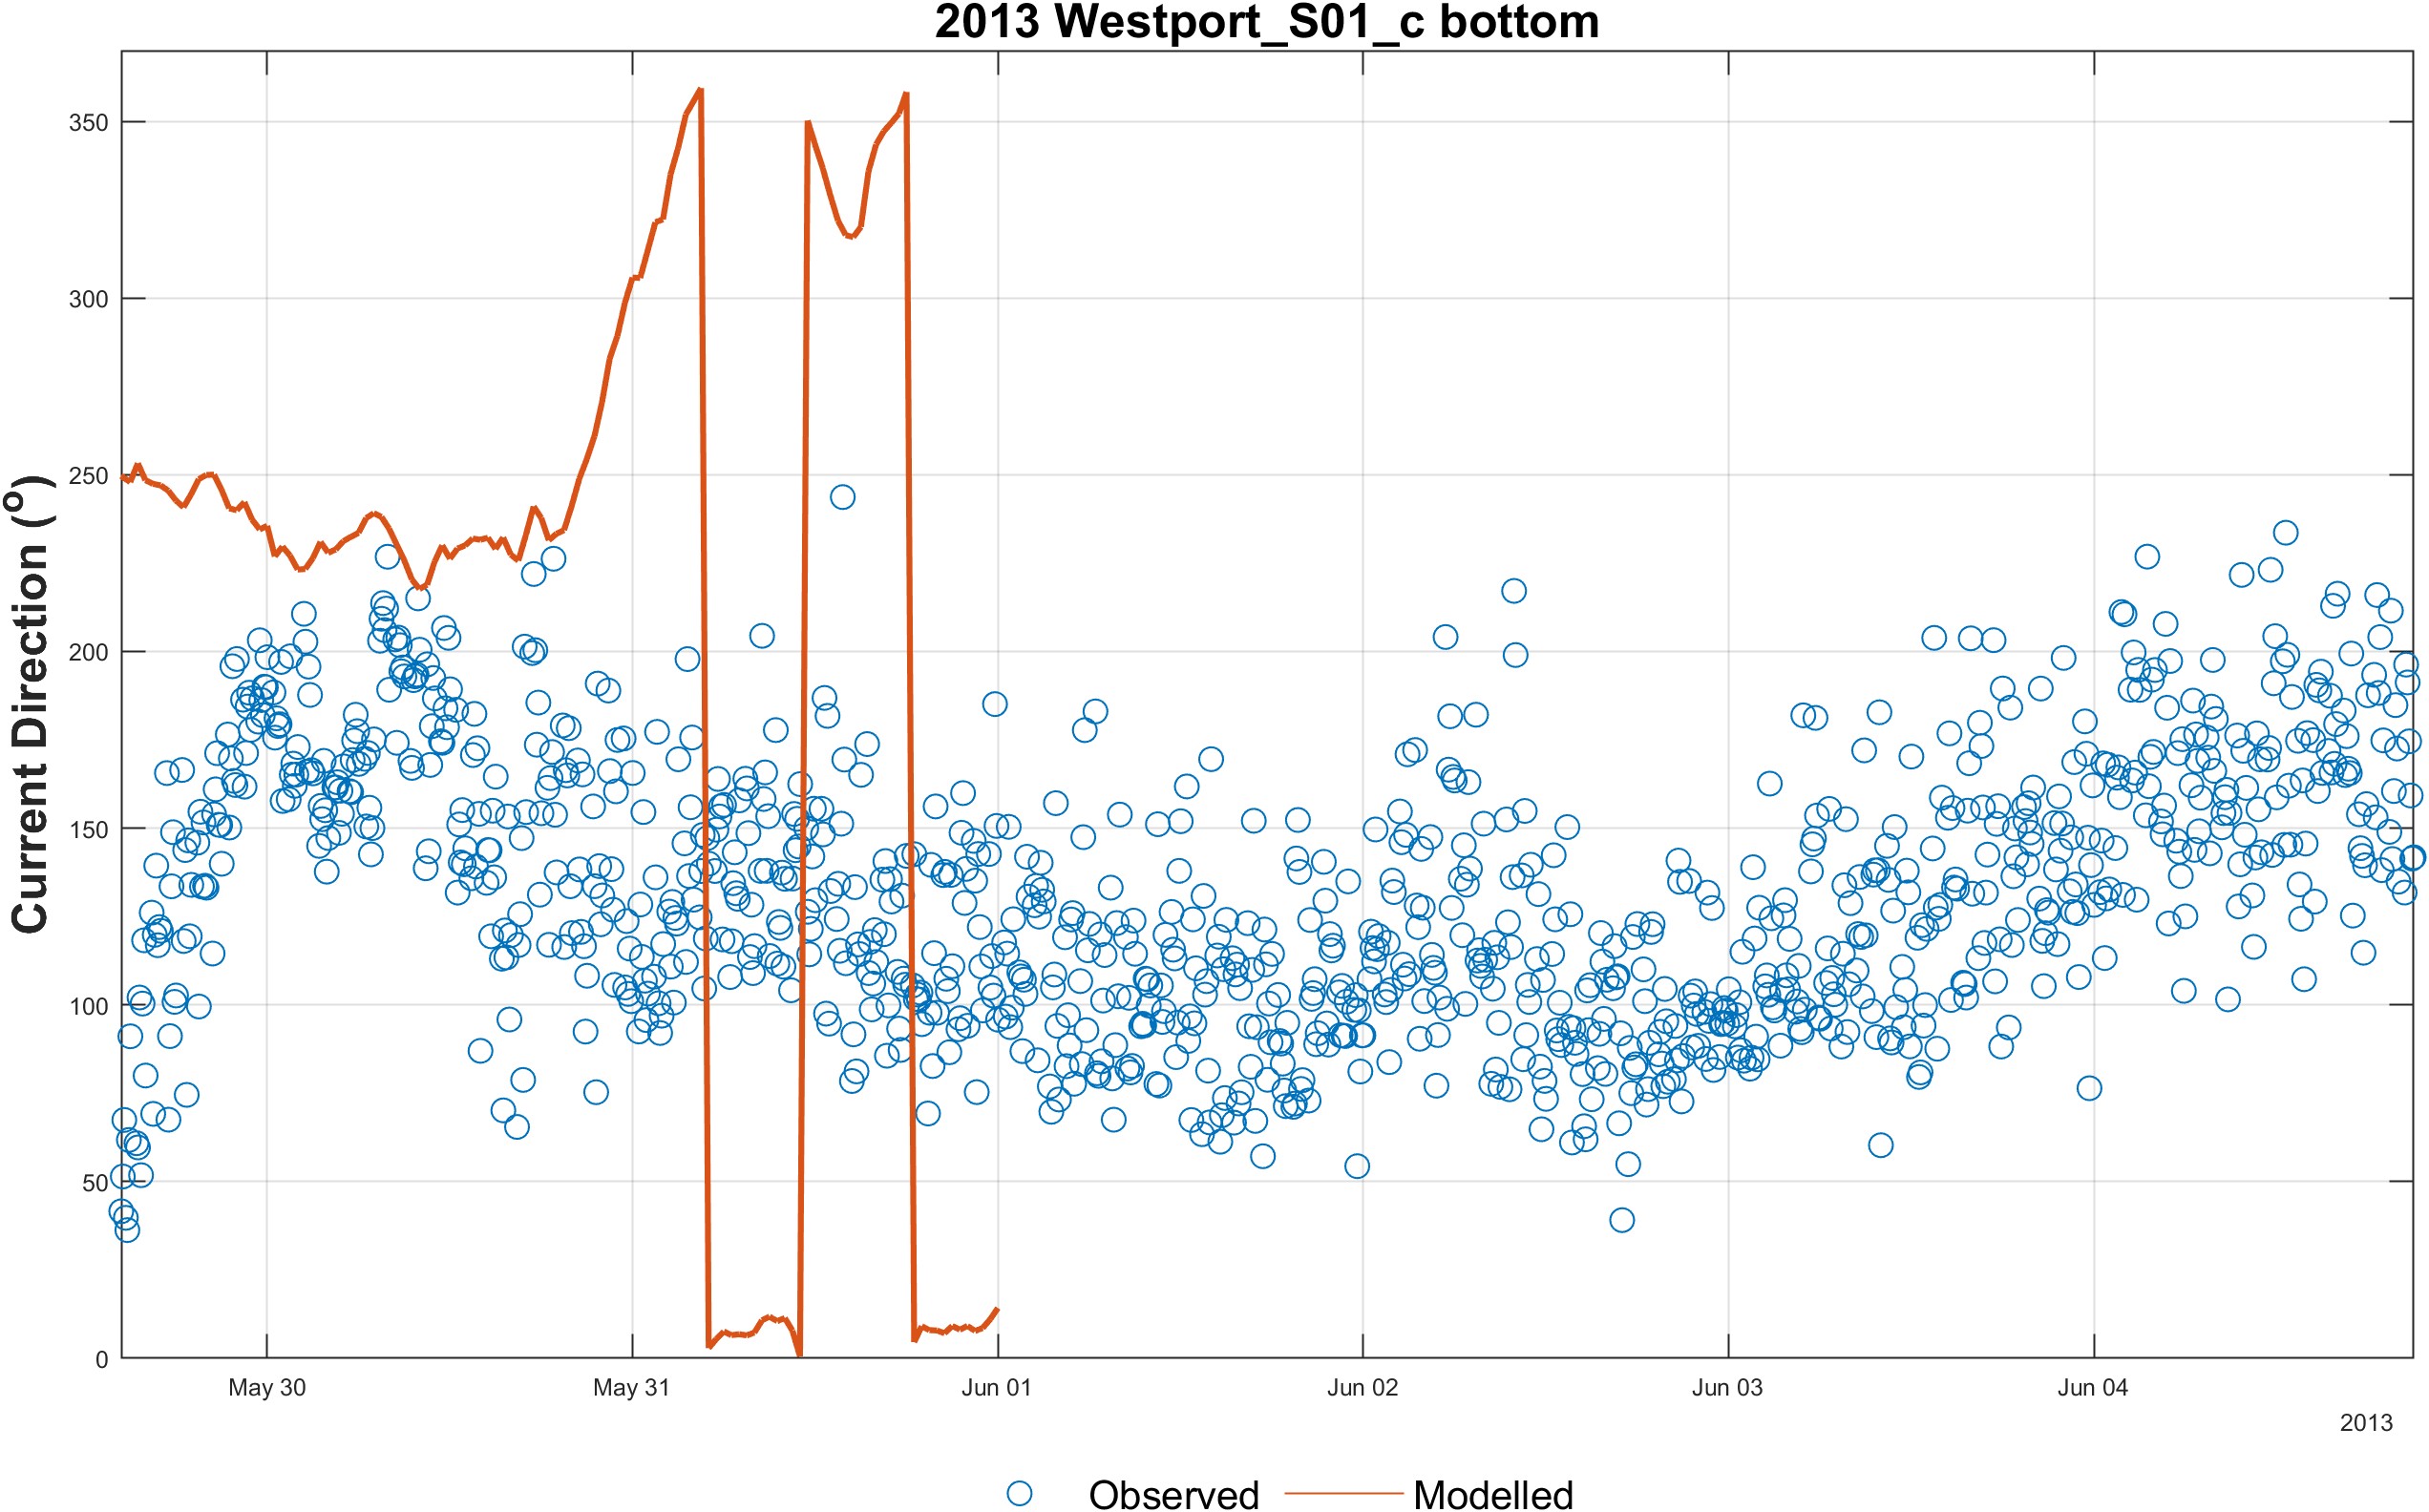 2013 Westport_S01_c bottom
Current Direction (o)
350
300
250
200
150
100
50
0
May 30 May 31 Jun 01 Jun 02 Jun 03 Jun 04
2013
Observed Modelled